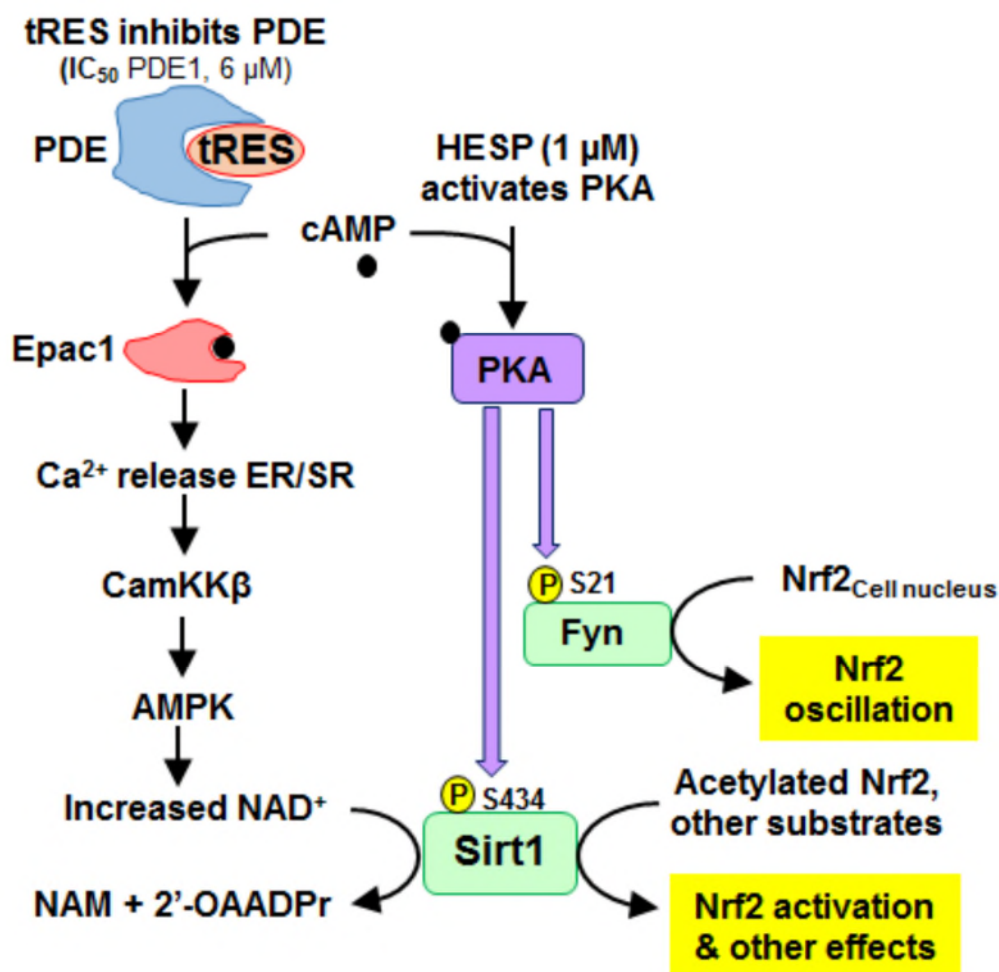 tRES inhibits PDE
(IC₅₀ PDE1, 6 µM)
PDE
tRES
HESP (1 µM)
activates PKA
cAMP
Epac1
PKA
Ca²⁺ release ER/SR
CamKKβ
P S21
Fyn
Nrf2Cell nucleus
Nrf2
oscillation
AMPK
Increased NAD⁺
P S434
Sirt1
Acetylated Nrf2,
other substrates
NAM + 2’-OAADPr
Nrf2 activation
& other effects